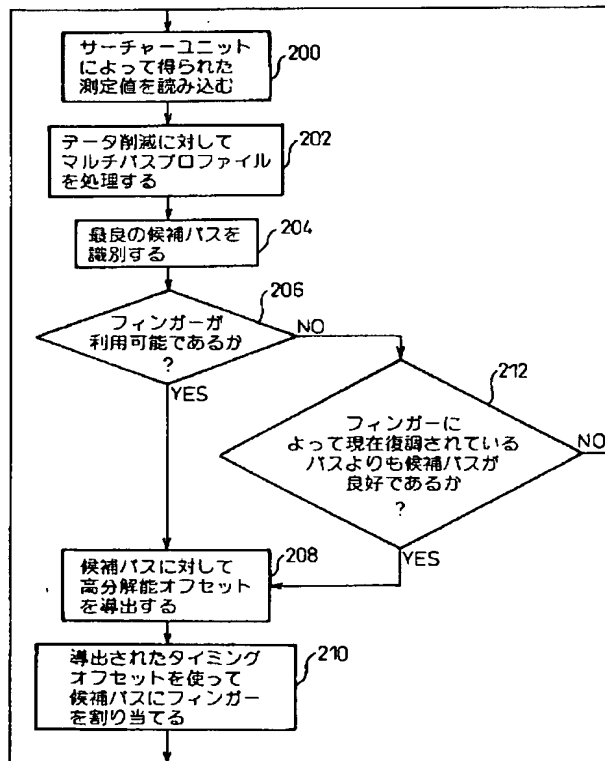 サーチャーユニット
によって得られた
測定値を読み込む
200
データ削減に対して
マルチパスプロファイル
を処理する
202
最良の候補パスを
識別する
204
フィンガーが
利用可能であるか
?
206
NO
YES
フィンガーに
よって現在復調されている
パスよりも候補パスが
良好であるか
?
212
NO
YES
候補パスに対して
高分解能オフセット
を導出する
208
導出されたタイミング
オフセットを使って
候補パスにフィンガー
を割り当てる
210